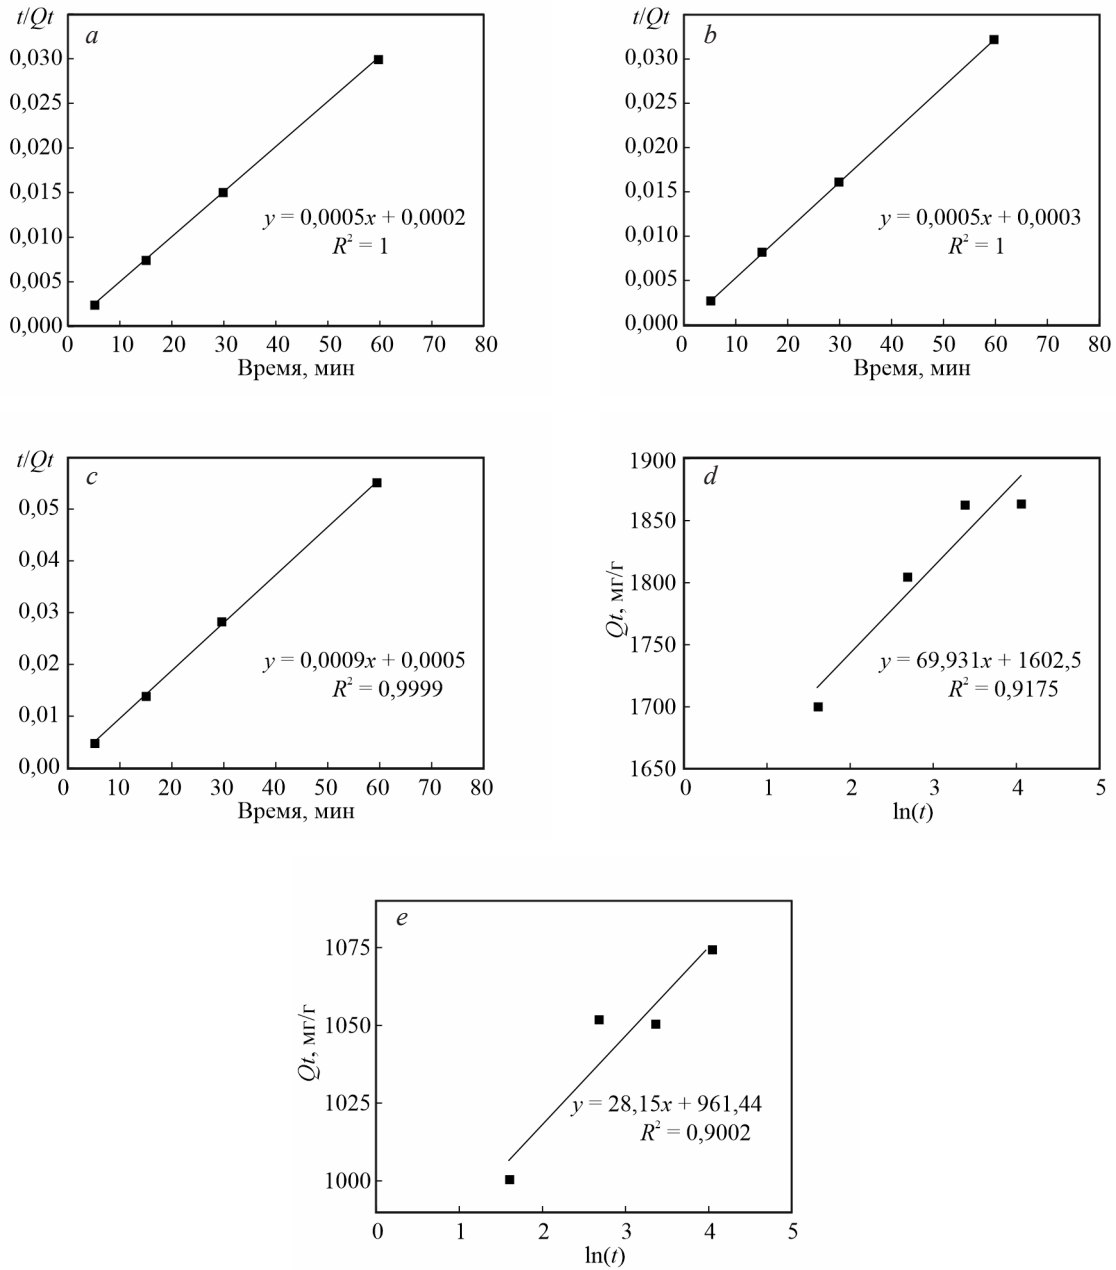 t/Qt
a
0,030
0,025
0,020
0,015
0,010
0,005
0,000
y = 0,0005x + 0,0002
R² = 1
0 10 20 30 40 50 60 70 80
Время, мин
t/Qt
b
0,030
0,025
0,020
0,015
0,010
0,005
0,000
y = 0,0005x + 0,0003
R² = 1
0 10 20 30 40 50 60 70 80
Время, мин
t/Qt
c
0,05
0,04
0,03
0,02
0,01
0,00
y = 0,0009x + 0,0005
R² = 0,9999
0 10 20 30 40 50 60 70 80
Время, мин
d
Qt, мг/г
1900
1850
1800
1750
1700
1650
y = 69,931x + 1602,5
R² = 0,9175
0 1 2 3 4 5
ln(t)
e
Qt, мг/г
1075
1050
1025
1000
y = 28,15x + 961,44
R² = 0,9002
0 1 2 3 4 5
ln(t)